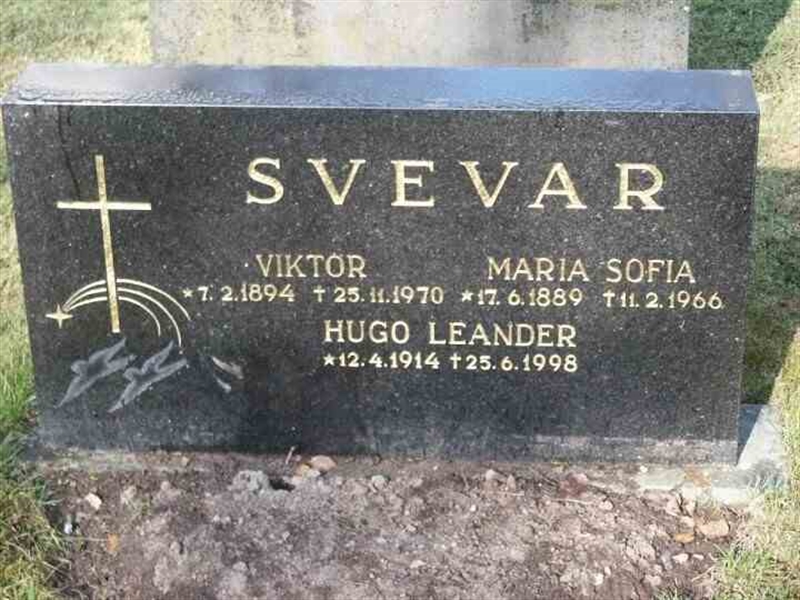 SVEVAR
VIKTOR MARIA SOFIA
*7.2.1894 †25.11.1970 *17.6.1889 †11.2.1966
HUGO LEANDER
*12.4.1914 †25.6.1998